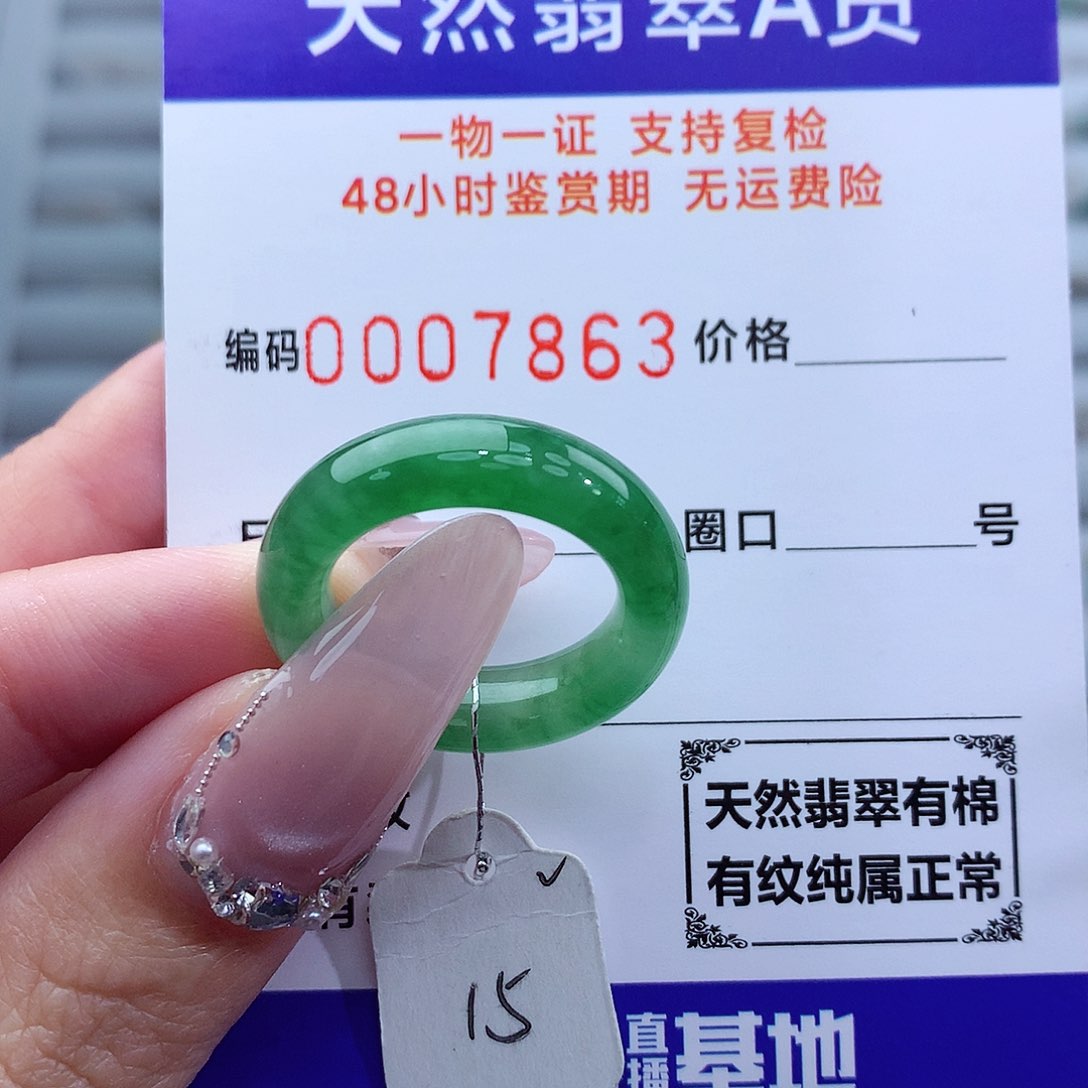 天然翡翠A货
一物一证 支持复检
48小时鉴赏期 无运费险
编码0007863 价格
圈口 号
天然翡翠有棉
有纹纯属正常
✓
15
直播基地